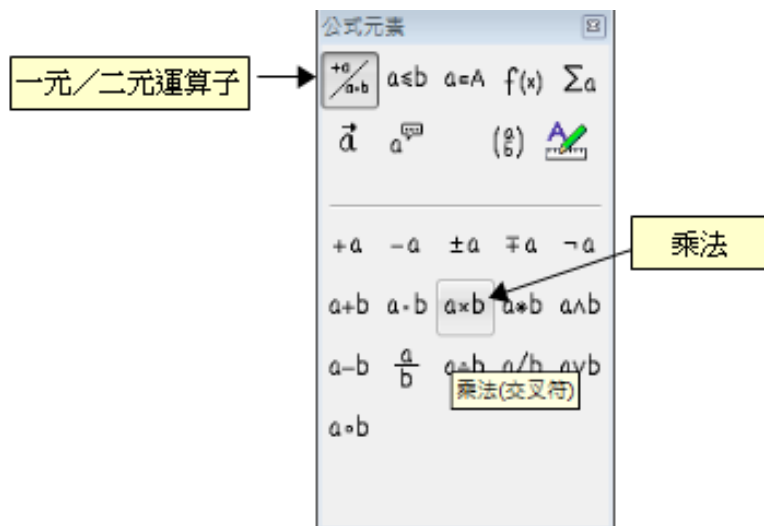 公式元素
一元／二元運算子
+a/a∘b a≤b a∈A f(x) Σa
a⃗ a (a/b) A
+a −a ±a ∓a ¬a
乘法
a+b a·b a×b a∗b a∧b
a−b a/b a÷b a/b a∨b
乘法(交叉符)
a∘b